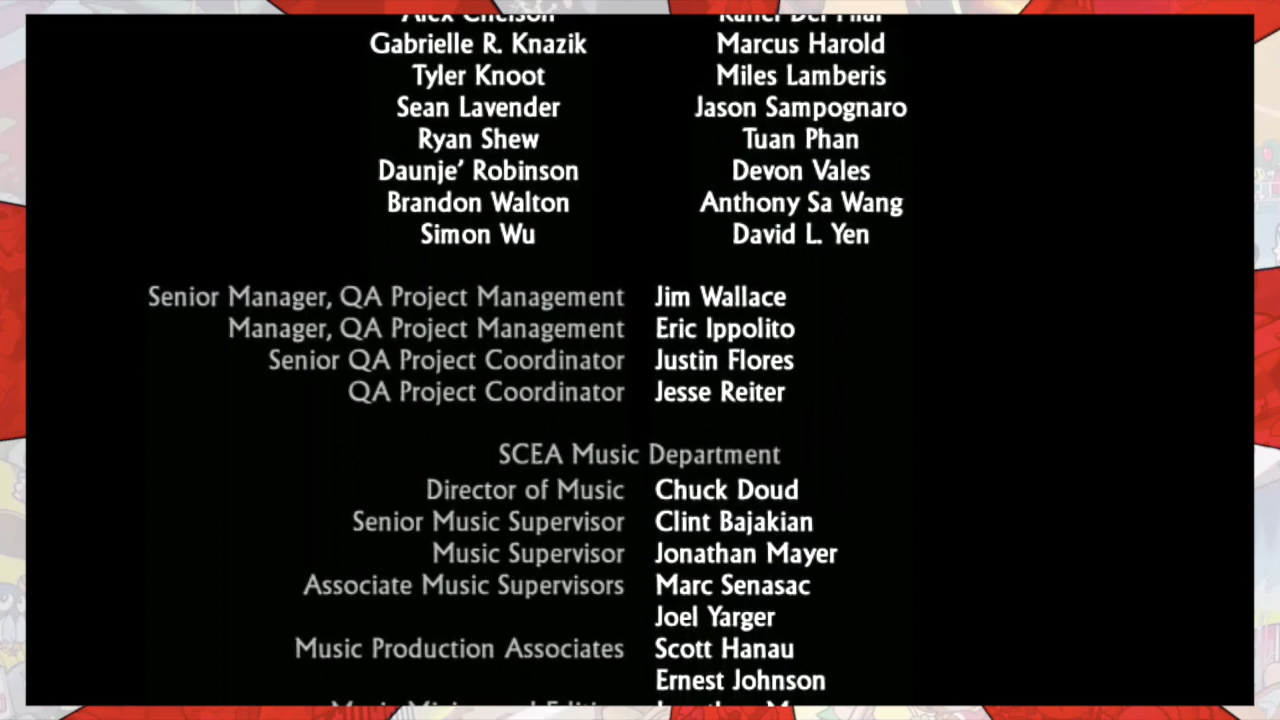 Gabrielle R. Knazik Marcus Harold
Tyler Knoot Miles Lamberis
Sean Lavender Jason Sampognaro
Ryan Shew Tuan Phan
Daunje’ Robinson Devon Vales
Brandon Walton Anthony Sa Wang
Simon Wu David L. Yen
Senior Manager, QA Project Management Jim Wallace
Manager, QA Project Management Eric Ippolito
Senior QA Project Coordinator Justin Flores
QA Project Coordinator Jesse Reiter
SCEA Music Department
Director of Music Chuck Doud
Senior Music Supervisor Clint Bajakian
Music Supervisor Jonathan Mayer
Associate Music Supervisors Marc Senasac
Joel Yarger
Music Production Associates Scott Hanau
Ernest Johnson